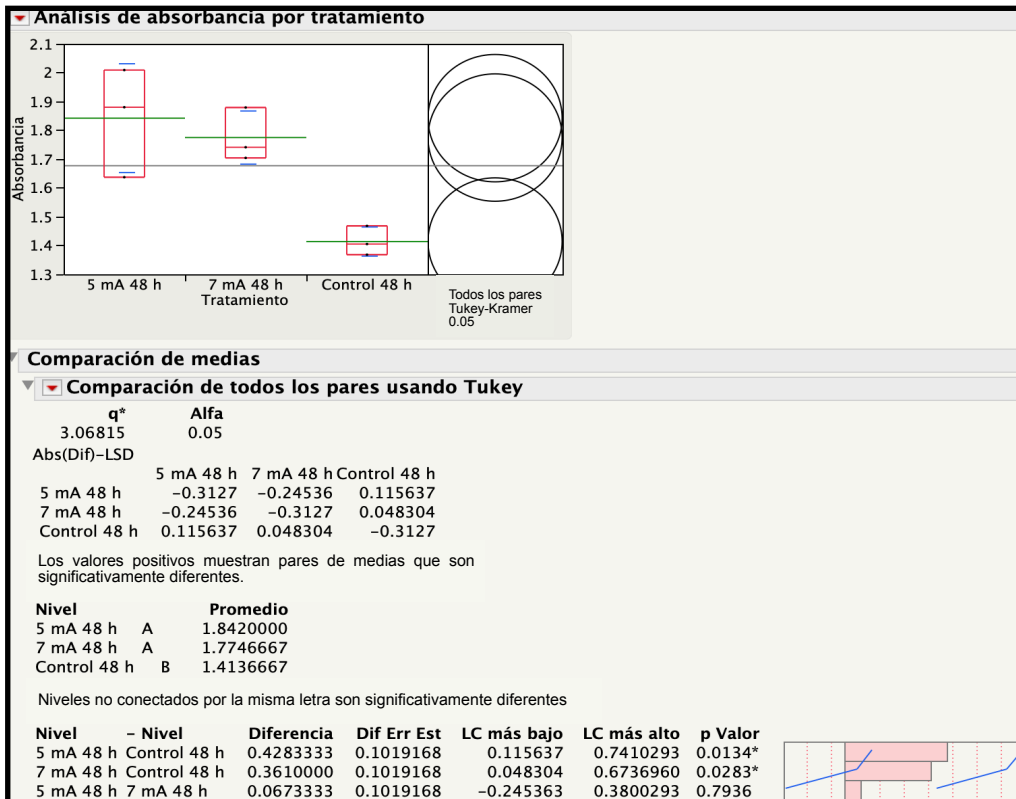 Análisis de absorbancia por tratamiento
2.1
2
1.9
1.8
1.7
1.6
1.5
1.4
1.3
Absorbancia
5 mA 48 h 7 mA 48 h Control 48 h
Tratamiento
Todos los pares
Tukey-Kramer
0.05
Comparación de medias
Comparación de todos los pares usando Tukey
q* Alfa
3.06815 0.05
Abs(Dif)-LSD
5 mA 48 h 7 mA 48 h Control 48 h
5 mA 48 h -0.3127 -0.24536 0.115637
7 mA 48 h -0.24536 -0.3127 0.048304
Control 48 h 0.115637 0.048304 -0.3127
Los valores positivos muestran pares de medias que son
significativamente diferentes.
Nivel Promedio
5 mA 48 h A 1.8420000
7 mA 48 h A 1.7746667
Control 48 h B 1.4136667
Niveles no conectados por la misma letra son significativamente diferentes
Nivel - Nivel Diferencia Dif Err Est LC más bajo LC más alto p Valor
5 mA 48 h Control 48 h 0.4283333 0.1019168 0.115637 0.7410293 0.0134*
7 mA 48 h Control 48 h 0.3610000 0.1019168 0.048304 0.6736960 0.0283*
5 mA 48 h 7 mA 48 h 0.0673333 0.1019168 -0.245363 0.3800293 0.7936